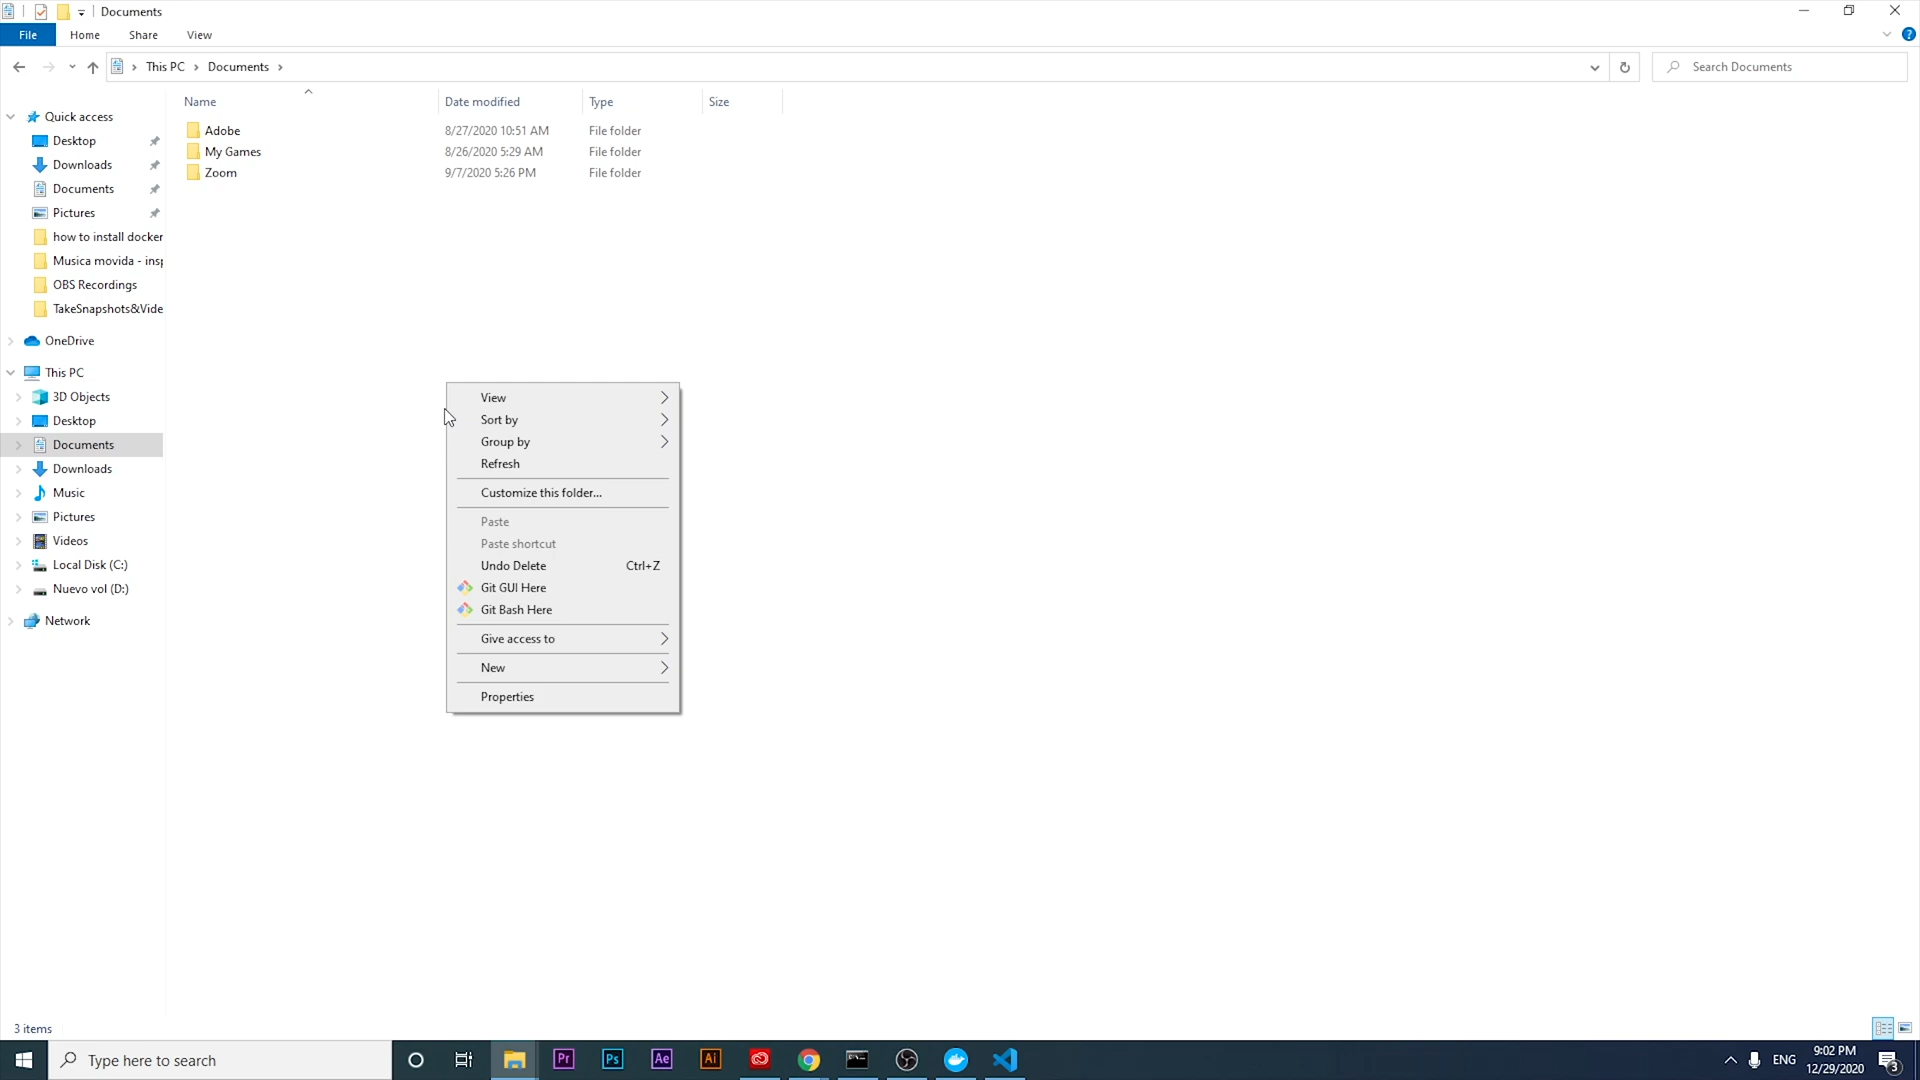 Documents
File Home Share View
This PC Documents
Search Documents
Name Date modified Type Size
Adobe 8/27/2020 10:51 AM File folder
My Games 8/26/2020 5:29 AM File folder
Zoom 9/7/2020 5:26 PM File folder
Quick access
Desktop
Downloads
Documents
Pictures
how to install docker
Musica movida - insp
OBS Recordings
TakeSnapshots&Vide
OneDrive
This PC
3D Objects
Desktop
Documents
Downloads
Music
Pictures
Videos
Local Disk (C:)
Nuevo vol (D:)
Network
View
Sort by
Group by
Refresh
Customize this folder...
Paste
Paste shortcut
Undo Delete Ctrl+Z
Git GUI Here
Git Bash Here
Give access to
New
Properties
3 items
Type here to search
Pr Ps Ae Ai
ENG
9:02 PM
12/29/2020
3